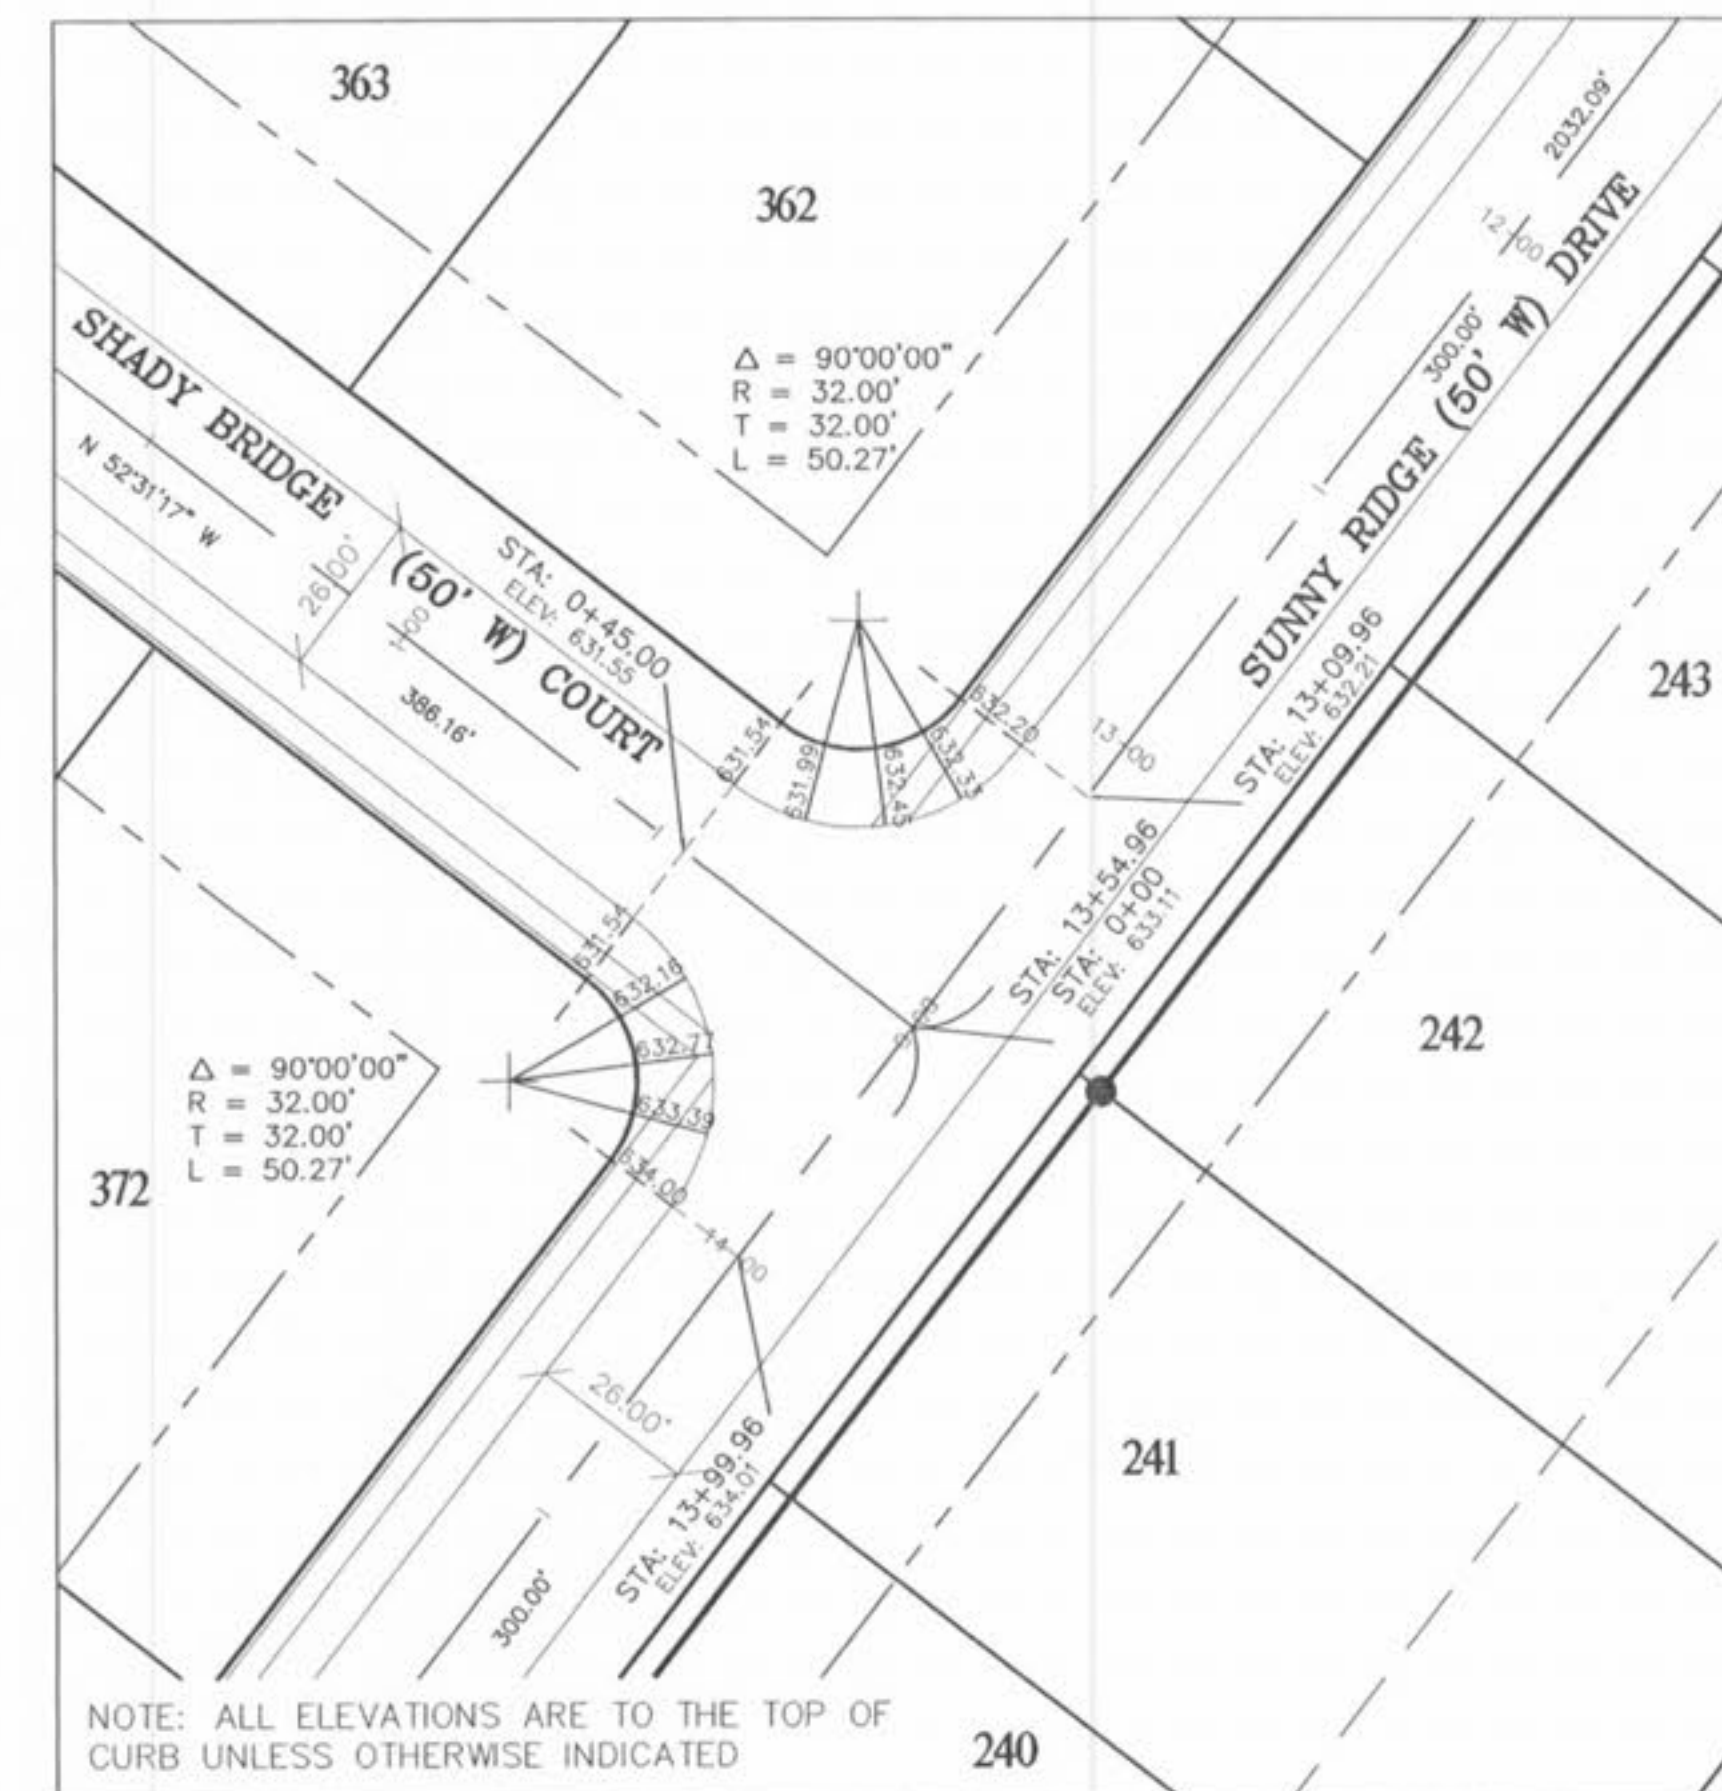 363
362
2032.09'
12+00
SUNNY RIDGE (50' W) DRIVE
300.00'
Δ = 90°00'00"
R = 32.00'
T = 32.00'
L = 50.27'
SHADY BRIDGE
(50' W) COURT
N 52°31'17" W
26.00'
1+00
386.16'
STA: 0+45.00
ELEV: 631.55
631.54
631.99
632.45
632.33
632.20
13+00
STA: 13+09.96
ELEV: 632.21
243
STA: 13+54.96
STA: 0+00
ELEV: 633.11
631.54
632.16
632.77
633.39
634.00
14+00
242
Δ = 90°00'00"
R = 32.00'
T = 32.00'
L = 50.27'
372
26.00'
STA: 13+99.96
ELEV: 634.01
300.00'
241
NOTE: ALL ELEVATIONS ARE TO THE TOP OF
CURB UNLESS OTHERWISE INDICATED
240